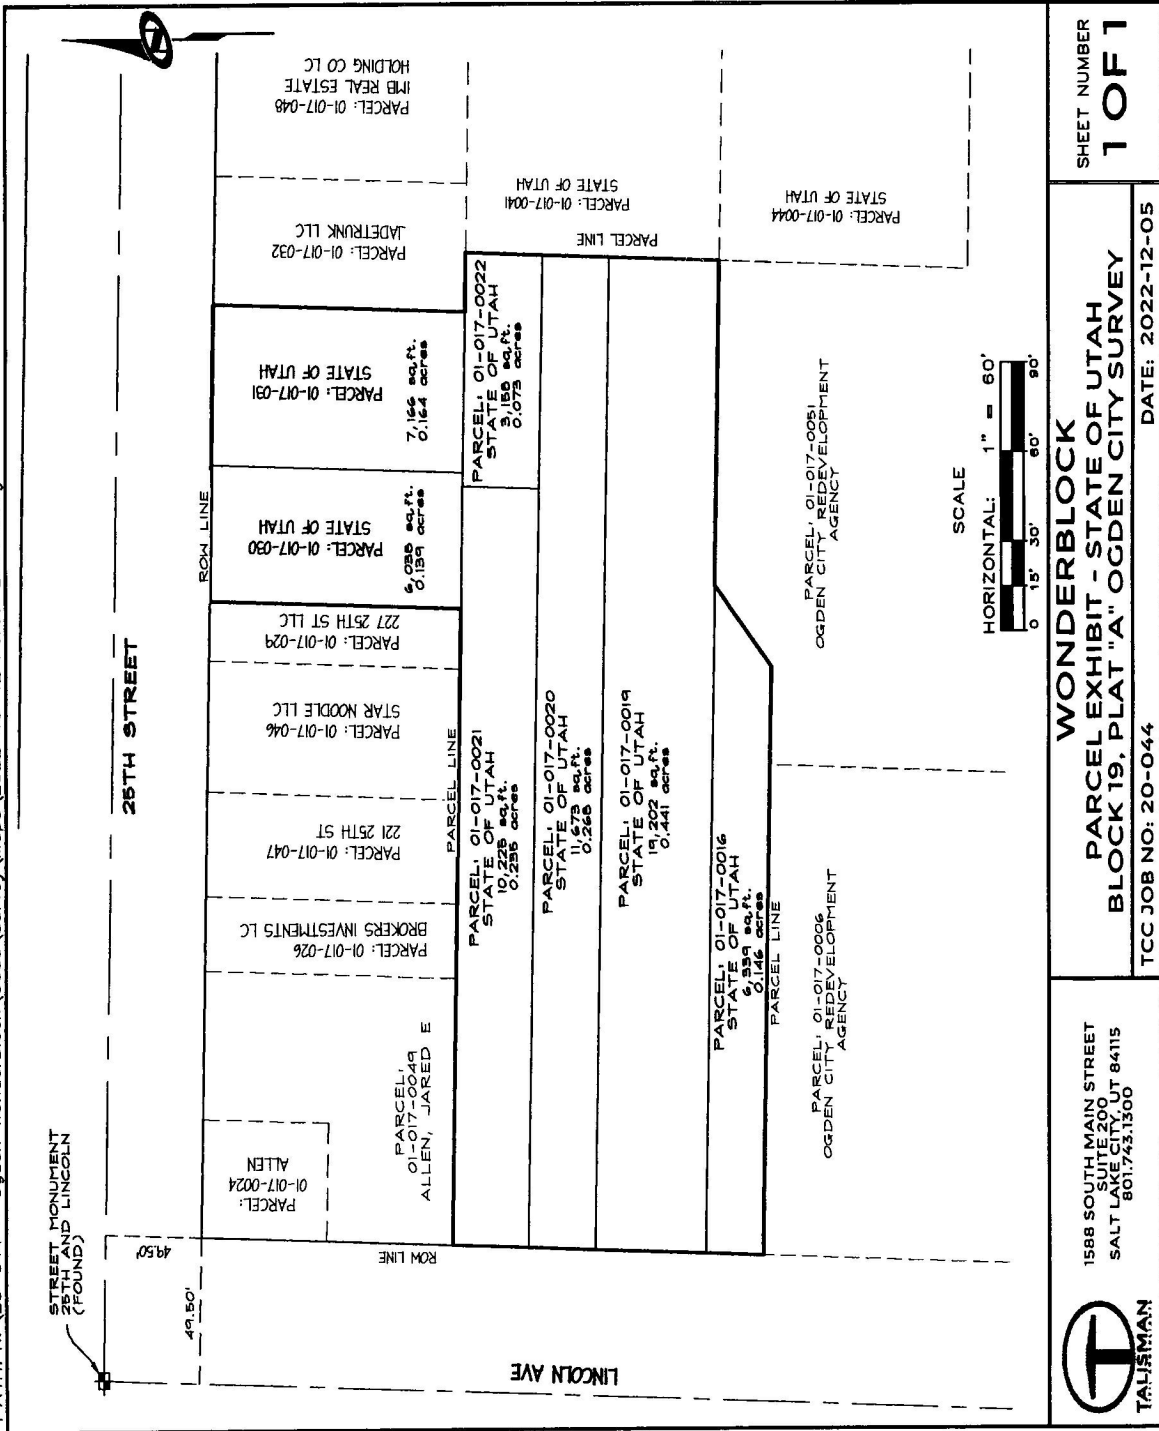 STREET MONUMENT
25TH AND LINCOLN
(FOUND)
49.50'
49.50'
25TH STREET
LINCOLN AVE
ROW LINE
ROW LINE
PARCEL:
01-017-0024
ALLEN
PARCEL:
01-017-0049
ALLEN, JARED E
PARCEL: 01-017-026
BROKERS INVESTMENTS LC
PARCEL: 01-017-047
221 25TH ST
PARCEL: 01-017-046
STAR NOODLE LLC
PARCEL: 01-017-029
227 25TH ST LLC
PARCEL: 01-017-030
STATE OF UTAH
6,038 sq.ft.
0.139 acres
PARCEL: 01-017-031
STATE OF UTAH
7,166 sq.ft.
0.164 acres
PARCEL: 01-017-032
JADETRUNK LLC
PARCEL: 01-017-048
IMB REAL ESTATE
HOLDING CO LC
PARCEL LINE
PARCEL: 01-017-0021
STATE OF UTAH
10,225 sq.ft.
0.235 acres
PARCEL: 01-017-0022
STATE OF UTAH
3,158 sq.ft.
0.073 acres
PARCEL: 01-017-0020
STATE OF UTAH
11,673 sq.ft.
0.268 acres
PARCEL: 01-017-0019
STATE OF UTAH
19,202 sq.ft.
0.441 acres
PARCEL LINE
PARCEL: 01-017-0041
STATE OF UTAH
PARCEL: 01-017-0044
STATE OF UTAH
PARCEL: 01-017-0016
STATE OF UTAH
6,339 sq.ft.
0.146 acres
PARCEL LINE
PARCEL: 01-017-0006
OGDEN CITY REDEVELOPMENT
AGENCY
PARCEL: 01-017-0051
OGDEN CITY REDEVELOPMENT
AGENCY
SCALE
HORIZONTAL: 1" = 60'
0 15' 30' 60' 90'
TALISMAN
1588 SOUTH MAIN STREET
SUITE 200
SALT LAKE CITY, UT 84115
801.743.1300
WONDERBLOCK
PARCEL EXHIBIT - STATE OF UTAH
BLOCK 19, PLAT "A" OGDEN CITY SURVEY
TCC JOB NO: 20-044
DATE: 2022-12-05
SHEET NUMBER
1 OF 1